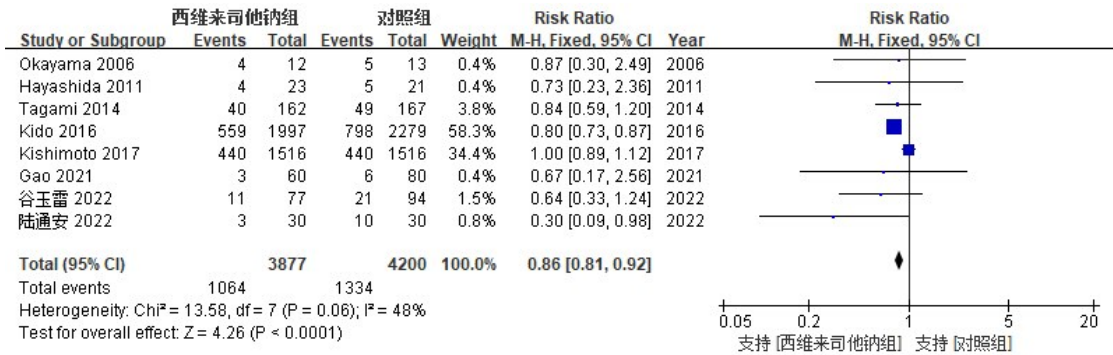 西维来司他钠组 对照组 Risk Ratio Risk Ratio
Study or Subgroup Events Total Events Total Weight M-H, Fixed, 95% CI Year M-H, Fixed, 95% CI
Okayama 2006 4 12 5 13 0.4% 0.87 [0.30, 2.49] 2006
Hayashida 2011 4 23 5 21 0.4% 0.73 [0.23, 2.36] 2011
Tagami 2014 40 162 49 167 3.8% 0.84 [0.59, 1.20] 2014
Kido 2016 559 1997 798 2279 58.3% 0.80 [0.73, 0.87] 2016
Kishimoto 2017 440 1516 440 1516 34.4% 1.00 [0.89, 1.12] 2017
Gao 2021 3 60 6 80 0.4% 0.67 [0.17, 2.56] 2021
谷玉雷 2022 11 77 21 94 1.5% 0.64 [0.33, 1.24] 2022
陆通安 2022 3 30 10 30 0.8% 0.30 [0.09, 0.98] 2022
Total (95% CI) 3877 4200 100.0% 0.86 [0.81, 0.92]
Total events 1064 1334
Heterogeneity: Chi² = 13.58, df = 7 (P = 0.06); I² = 48%
Test for overall effect: Z = 4.26 (P < 0.0001)
0.05 0.2 1 5 20
支持 [西维来司他钠组] 支持 [对照组]